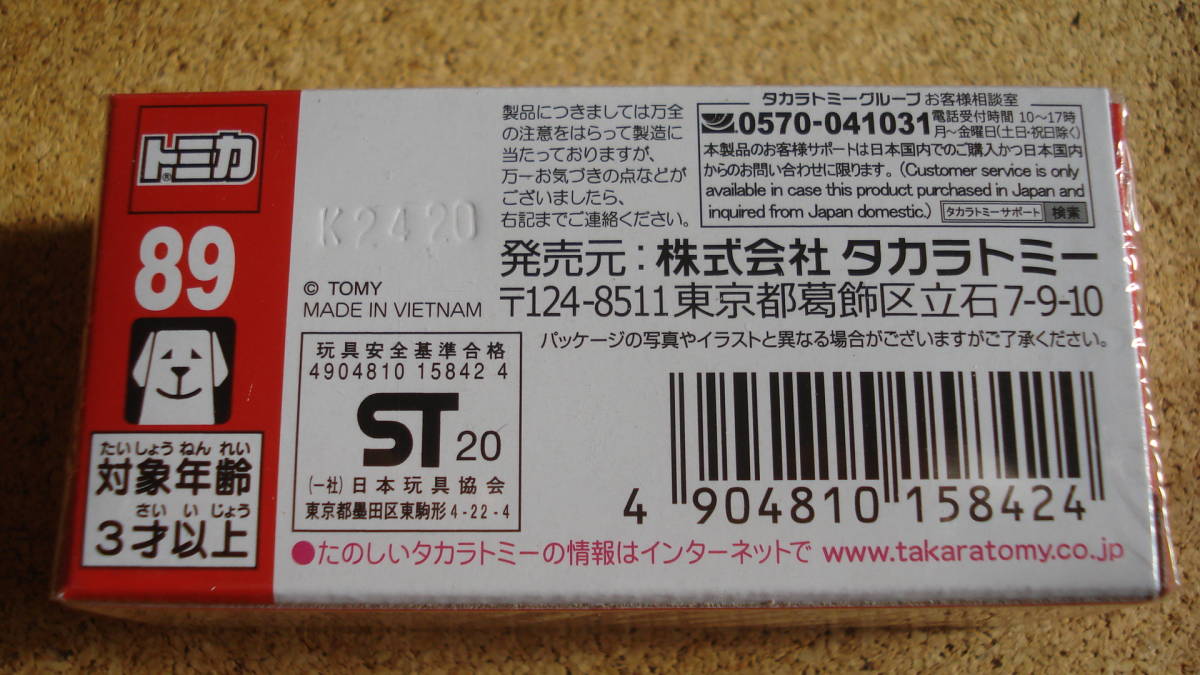 トミカ®
89
たいしょうねんれい
対象年齢
さいいじょう
3才以上
K2420
© TOMY
MADE IN VIETNAM
玩具安全基準合格
4904810 15842 4
ST 20
(一社)日本玩具協会
東京都墨田区東駒形4-22-4
製品につきましては万全
の注意をはらって製造に
当たっておりますが、
万一お気づきの点などが
ございましたら、
右記までご連絡ください。
タカラトミーグループ お客様相談室
0570-041031 電話受付時間 10~17時
月~金曜日(土日・祝日除く)
本製品のお客様サポートは日本国内でのご購入かつ日本国内
からのお問い合わせに限ります。(Customer service is only
available in case this product purchased in Japan and
inquired from Japan domestic.) タカラトミーサポート 検索
発売元:株式会社 タカラトミー
〒124-8511 東京都葛飾区立石7-9-10
パッケージの写真やイラストと異なる場合がございますがご了承ください。
4 904810 158424
●たのしいタカラトミーの情報はインターネットで www.takaratomy.co.jp